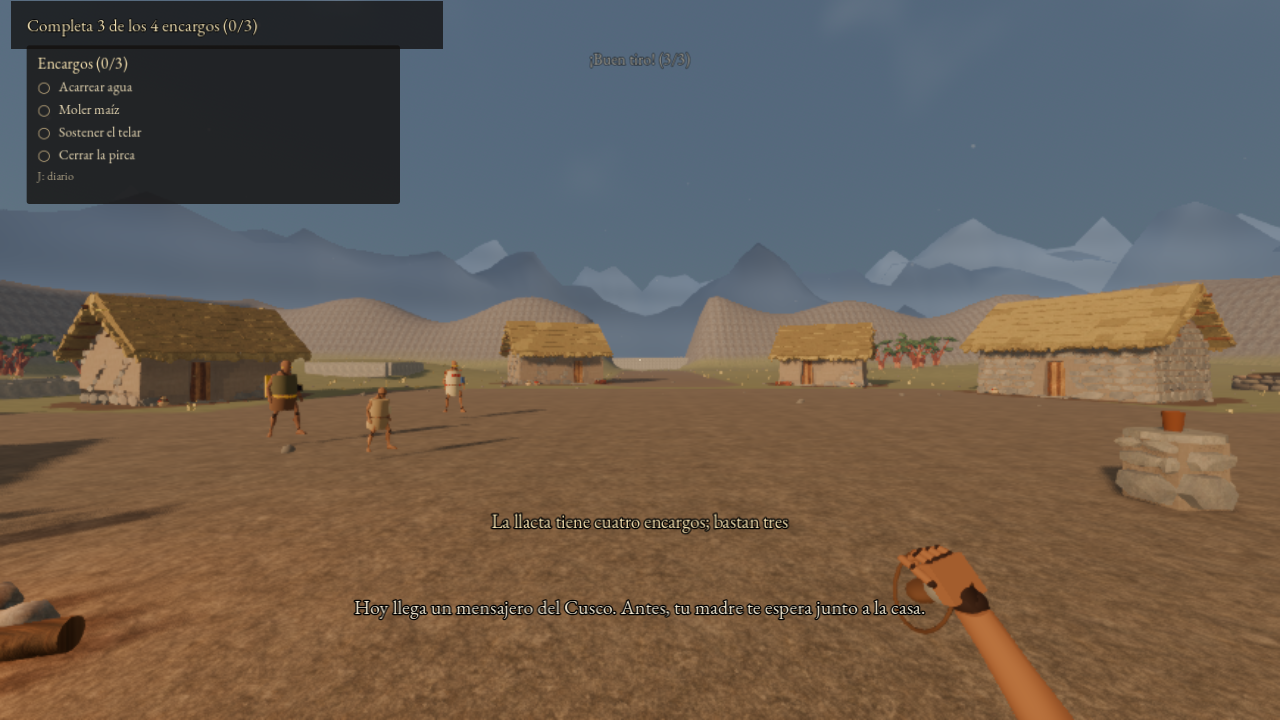 Completa 3 de los 4 encargos (0/3)
Encargos (0/3)
Acarrear agua
Moler maíz
Sostener el telar
Cerrar la pirca
J: diario
¡Buen tiro! (3/3)
La llacta tiene cuatro encargos; bastan tres
Hoy llega un mensajero del Cusco. Antes, tu madre te espera junto a la casa.